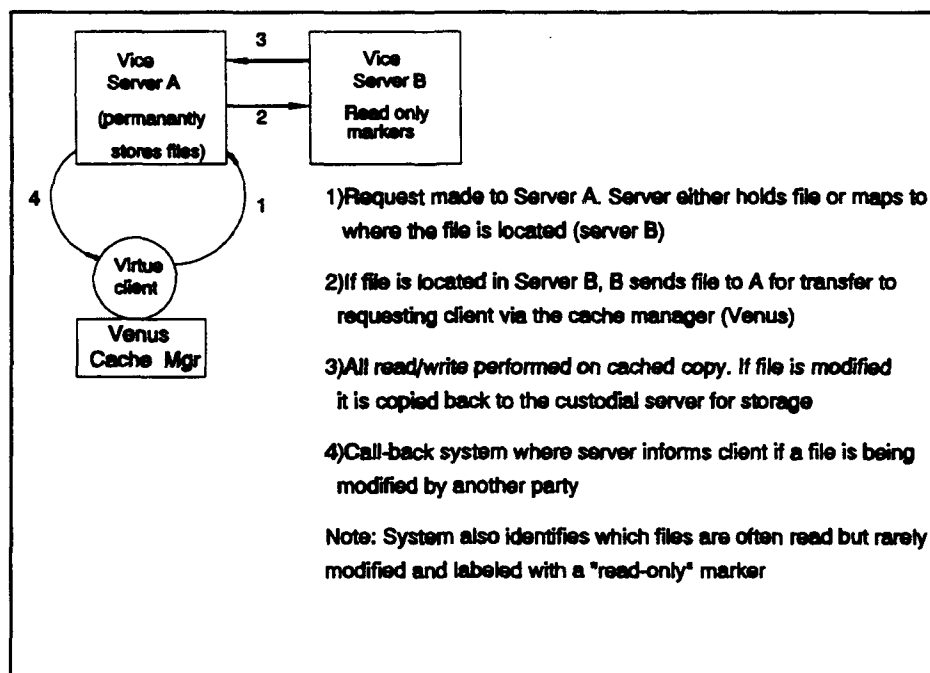 3
Vice
Server A
(permanantly
stores files)
Vice
Server B
Read only
markers
2
4
1
Virtue
client
Venus
Cache Mgr
1)Request made to Server A. Server either holds file or maps to
where the file is located (server B)
2)If file is located in Server B, B sends file to A for transfer to
requesting client via the cache manager (Venus)
3)All read/write performed on cached copy. If file is modified
it is copied back to the custodial server for storage
4)Call-back system where server informs client if a file is being
modified by another party
Note: System also identifies which files are often read but rarely
modified and labeled with a "read-only" marker